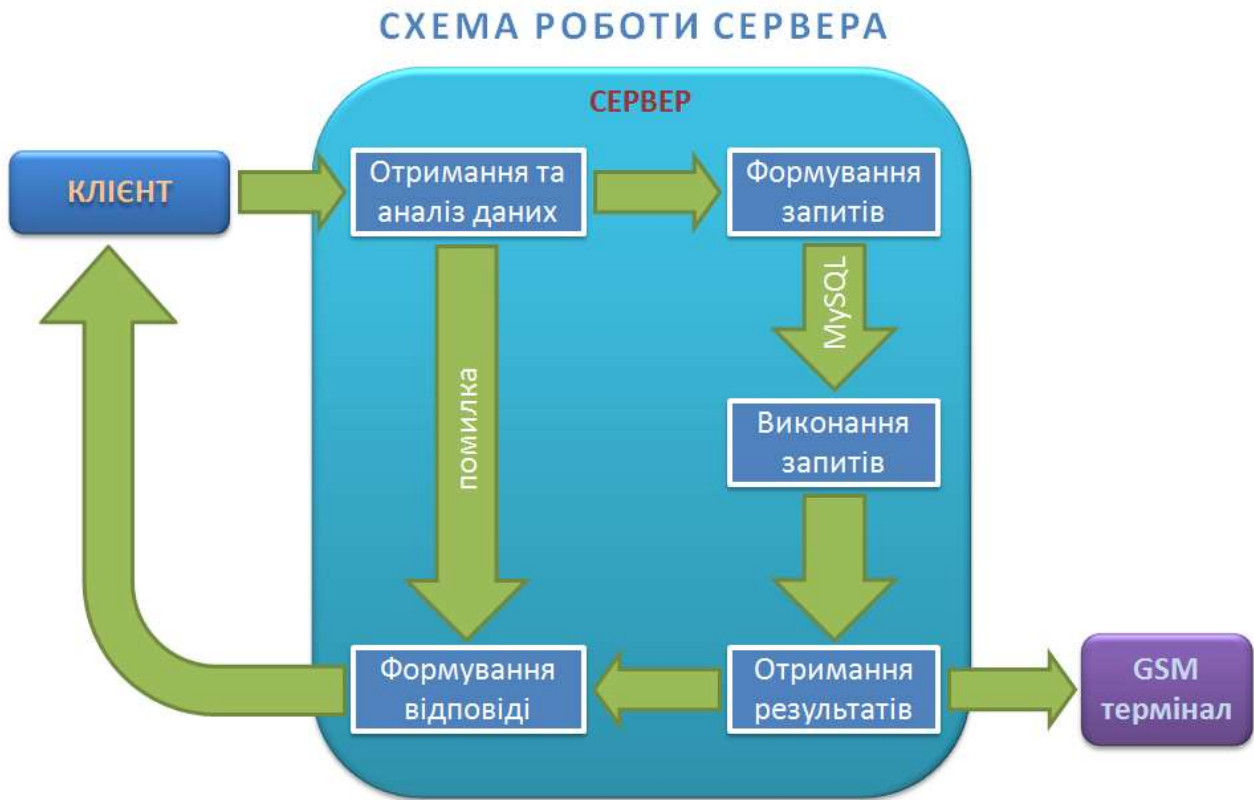 СХЕМА РОБОТИ СЕРВЕРА
СЕРВЕР
КЛІЄНТ
Отримання та
аналіз даних
Формування
запитів
MySQL
помилка
Виконання
запитів
Формування
відповіді
Отримання
результатів
GSM
термінал